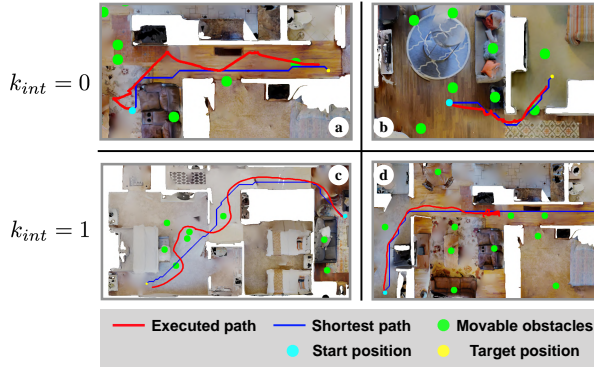 k_int = 0
a
b
k_int = 1
c
d
Executed path
Shortest path
Movable obstacles
Start position
Target position